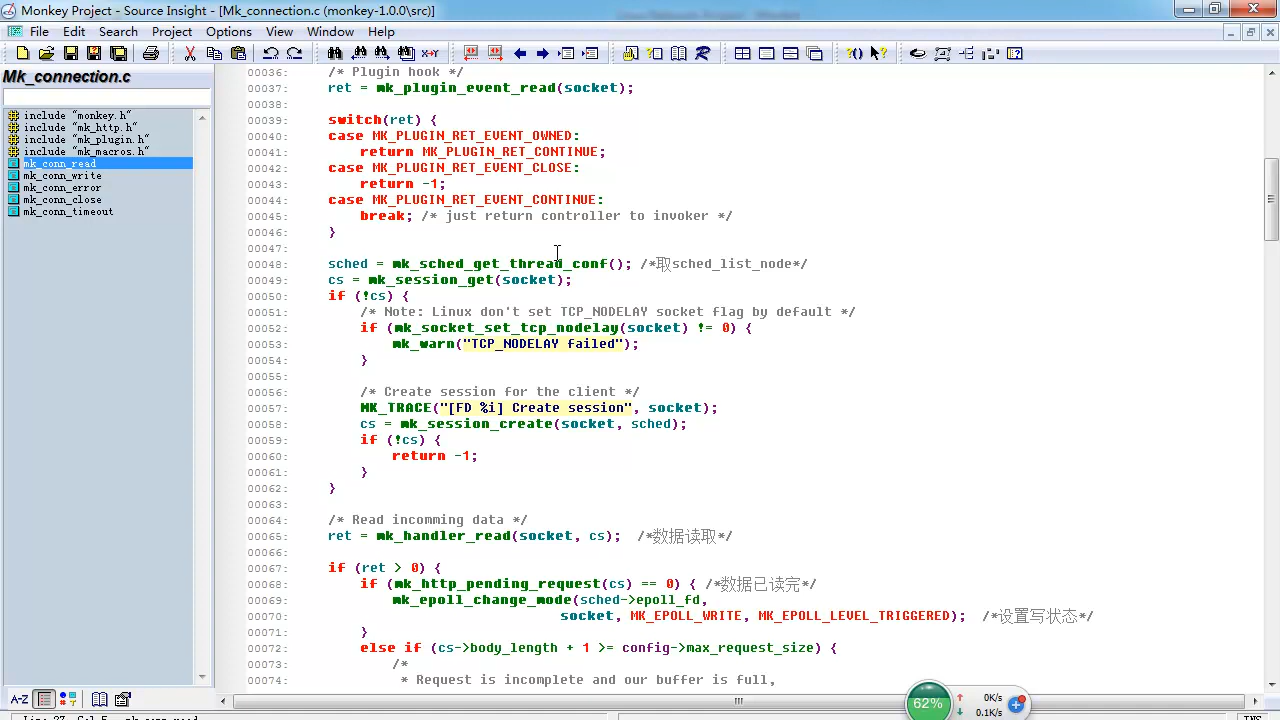 Monkey Project - Source Insight - [Mk_connection.c (monkey-1.0.0\src)]
File Edit Search Project Options View Window Help
Mk_connection.c
include "monkey.h"
include "mk_http.h"
include "mk_plugin.h"
include "mk_macros.h"
mk_conn_read
mk_conn_write
mk_conn_error
mk_conn_close
mk_conn_timeout
00036: /* Plugin hook */
00037: ret = mk_plugin_event_read(socket);
00038:
00039: switch(ret) {
00040: case MK_PLUGIN_RET_EVENT_OWNED:
00041: return MK_PLUGIN_RET_CONTINUE;
00042: case MK_PLUGIN_RET_EVENT_CLOSE:
00043: return -1;
00044: case MK_PLUGIN_RET_EVENT_CONTINUE:
00045: break; /* just return controller to invoker */
00046: }
00047:
00048: sched = mk_sched_get_thread_conf(); /*取sched_list_node*/
00049: cs = mk_session_get(socket);
00050: if (!cs) {
00051: /* Note: Linux don't set TCP_NODELAY socket flag by default */
00052: if (mk_socket_set_tcp_nodelay(socket) != 0) {
00053: mk_warn("TCP_NODELAY failed");
00054: }
00055:
00056: /* Create session for the client */
00057: MK_TRACE("[FD %i] Create session", socket);
00058: cs = mk_session_create(socket, sched);
00059: if (!cs) {
00060: return -1;
00061: }
00062: }
00063:
00064: /* Read incomming data */
00065: ret = mk_handler_read(socket, cs); /*数据读取*/
00066:
00067: if (ret > 0) {
00068: if (mk_http_pending_request(cs) == 0) { /*数据已读完*/
00069: mk_epoll_change_mode(sched->epoll_fd,
00070: socket, MK_EPOLL_WRITE, MK_EPOLL_LEVEL_TRIGGERED); /*设置写状态*/
00071: }
00072: else if (cs->body_length + 1 >= config->max_request_size) {
00073: /*
00074: * Request is incomplete and our buffer is full,
A-Z
62%
0K/s
0.1K/s